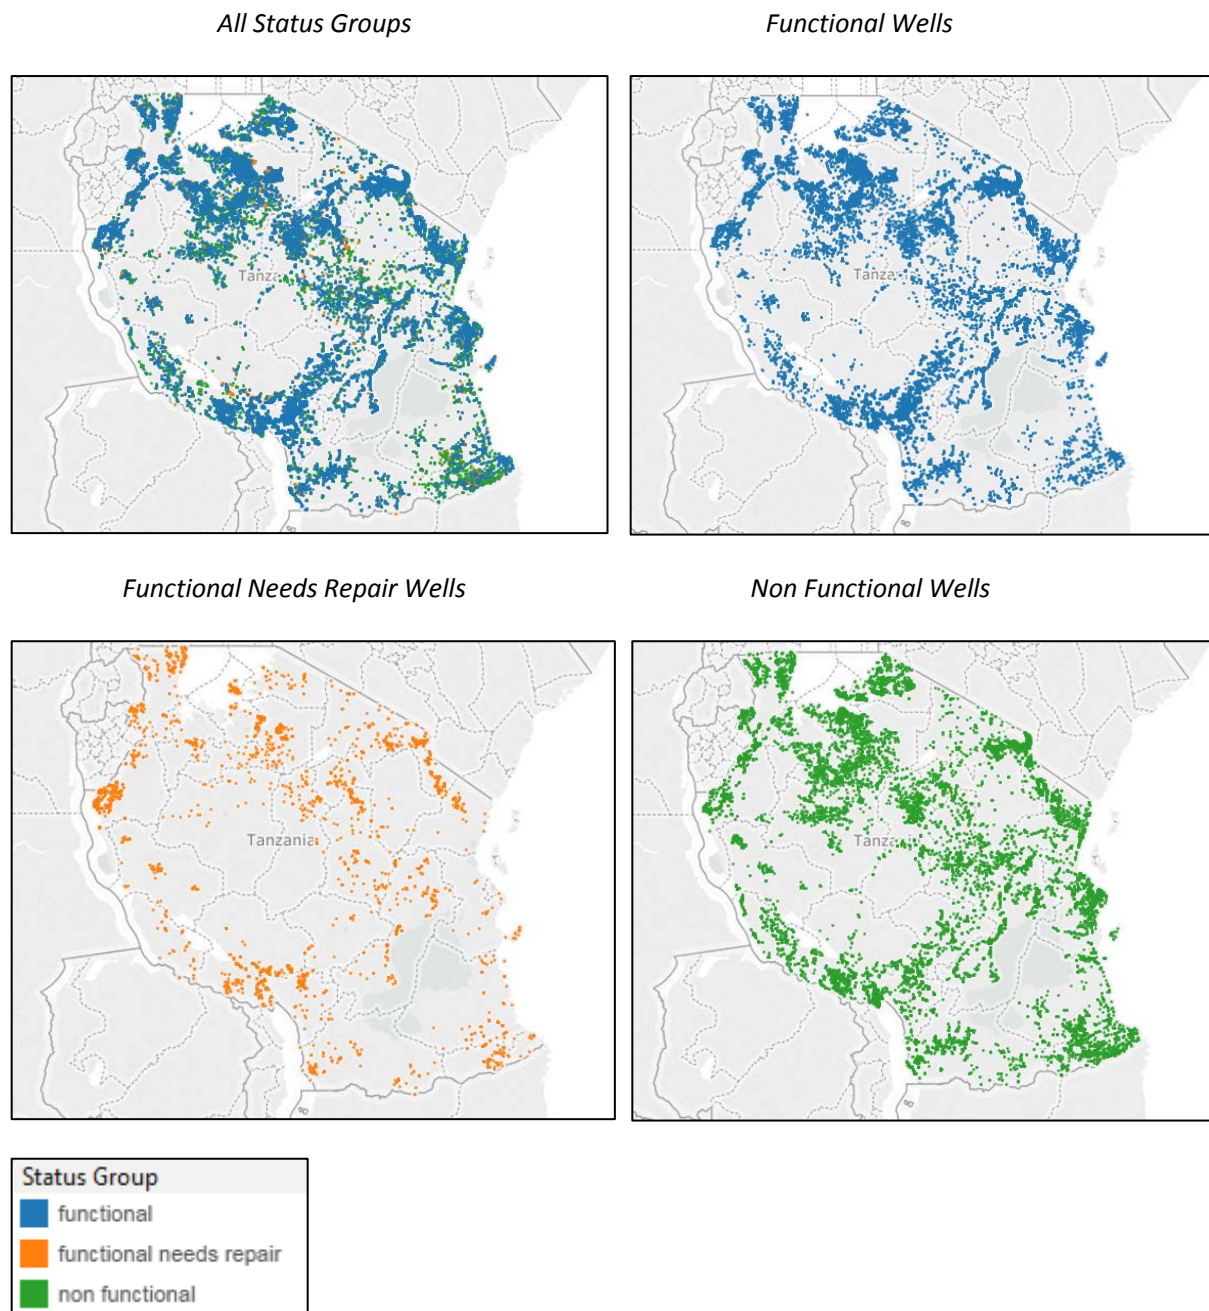 All Status Groups
Functional Wells
Tanza
Tanza
Functional Needs Repair Wells
Non Functional Wells
Tanzania
Tanza
Status Group
functional
functional needs repair
non functional